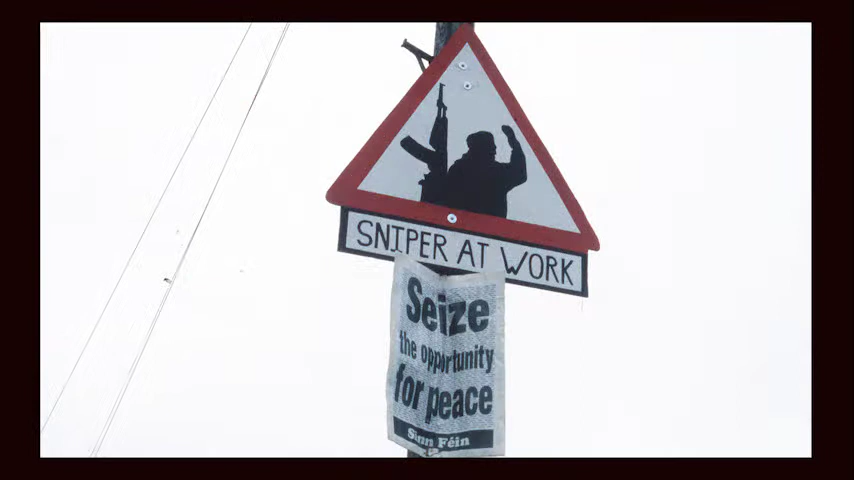 SNIPER AT WORK
Seize
the opportunity
for peace
Sinn Féin